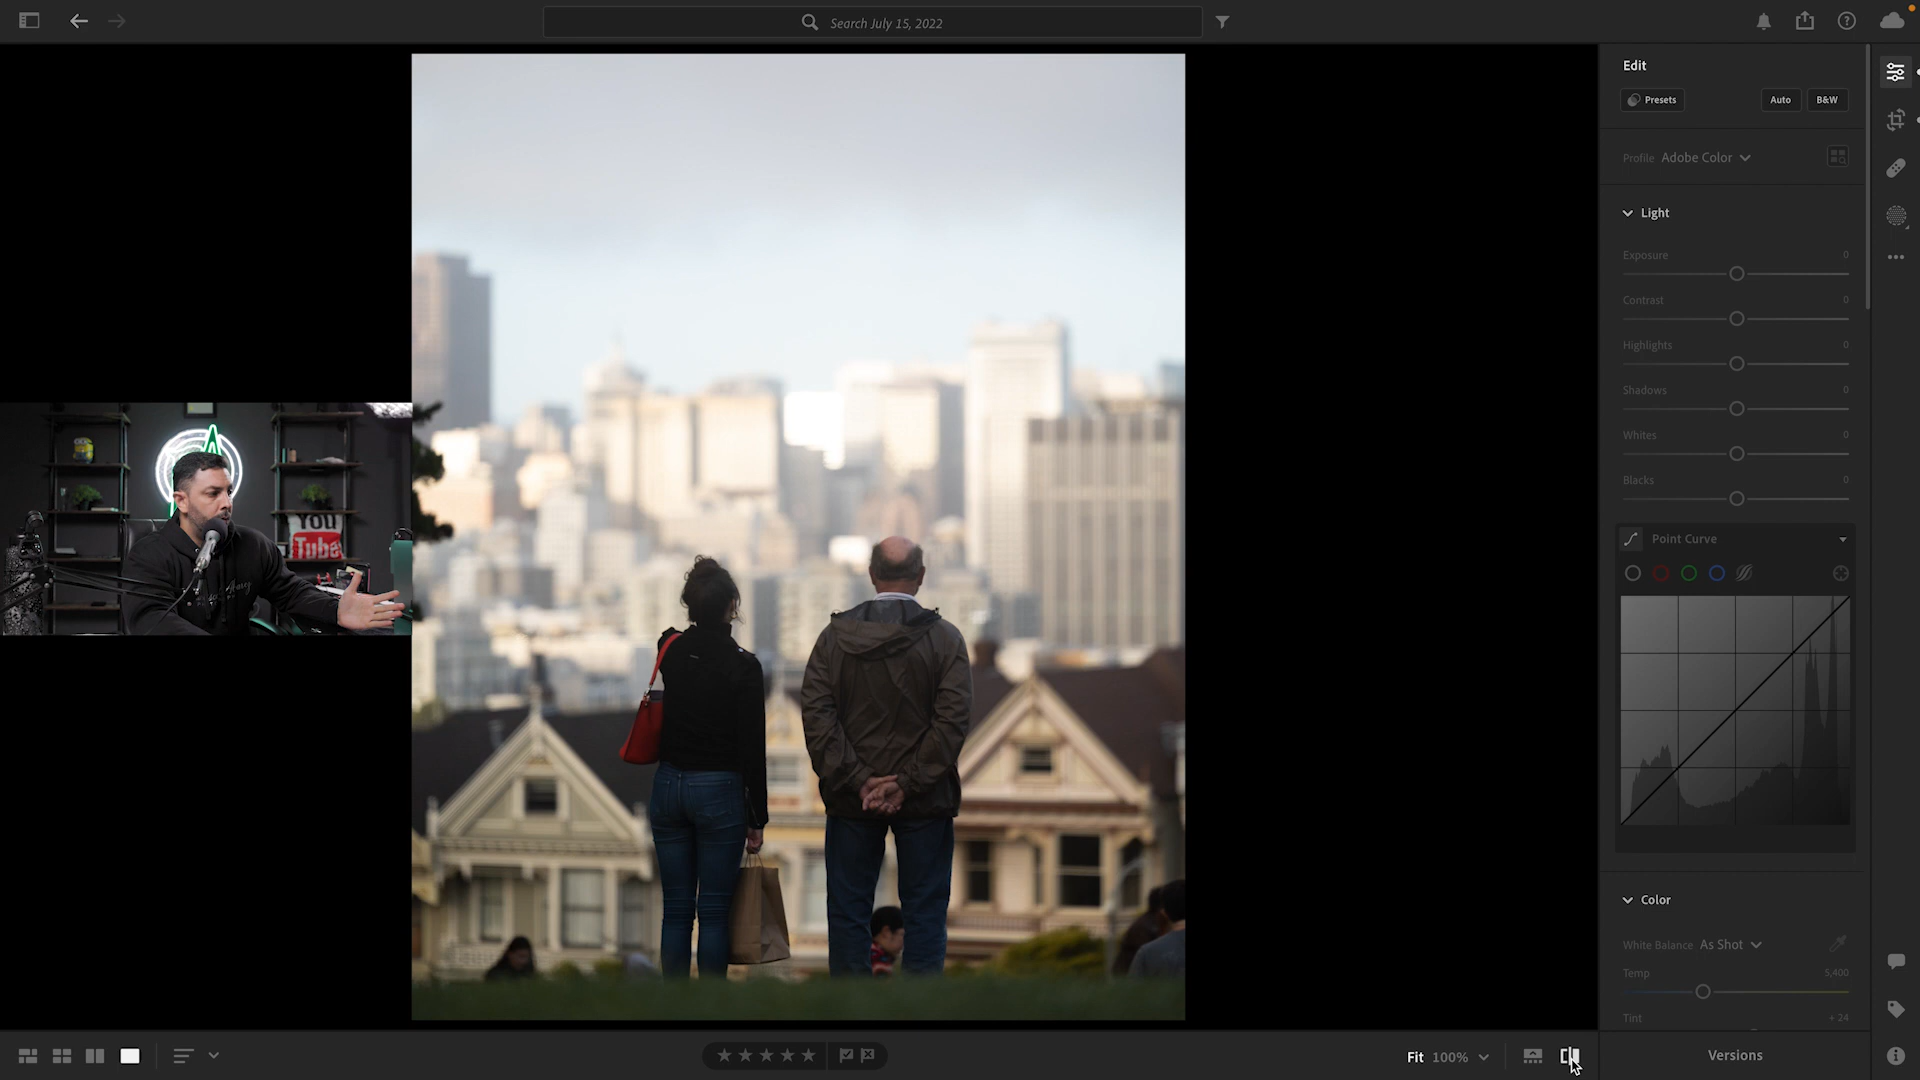 Search July 15, 2022
Edit
Presets
Auto
B&W
Profile Adobe Color
Light
Exposure 0
Contrast 0
Highlights 0
Shadows 0
Whites 0
Blacks 0
Point Curve
Color
White Balance As Shot
Temp 5,400
Tint + 24
YOU
Tube
Fit 100%
Versions